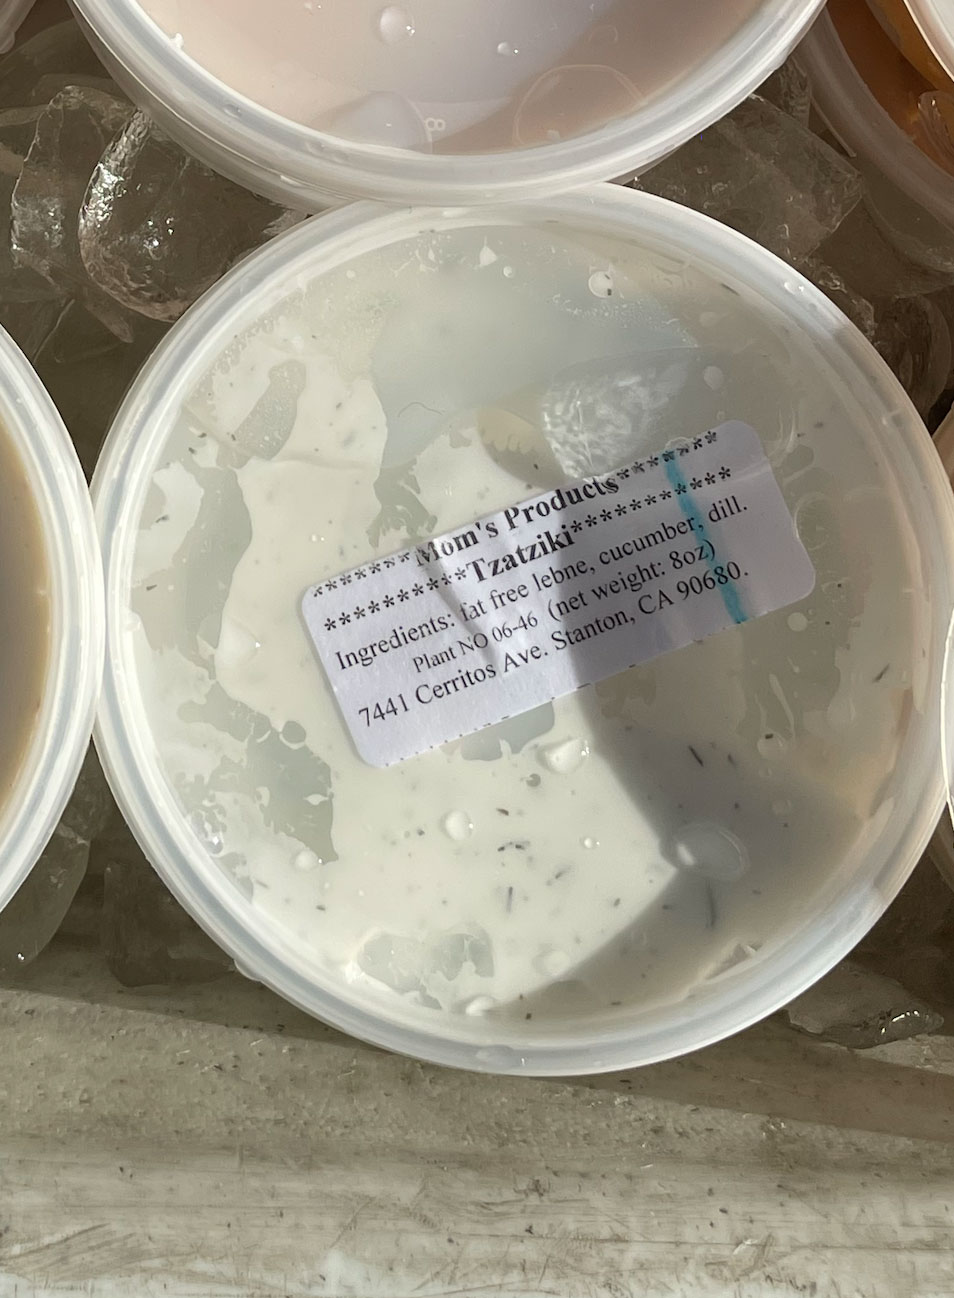 *******Mom's Products*******
**********Tzatziki***********
Ingredients: fat free lebne, cucumber, dill.
Plant NO 06-46 (net weight: 8oz)
7441 Cerritos Ave. Stanton, CA 90680.